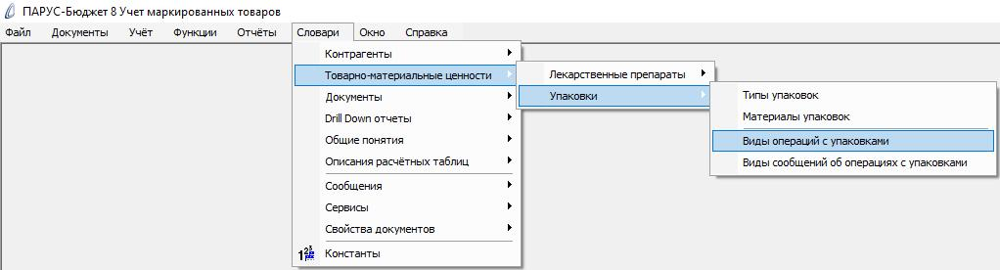 ПАРУС-Бюджет 8 Учет маркированных товаров
Файл Документы Учёт Функции Отчёты Словари Окно Справка
Контрагенты
Товарно-материальные ценности
Документы
Drill Down отчеты
Общие понятия
Описания расчётных таблиц
Сообщения
Сервисы
Свойства документов
Константы
Лекарственные препараты
Упаковки
Типы упаковок
Материалы упаковок
Виды операций с упаковками
Виды сообщений об операциях с упаковками